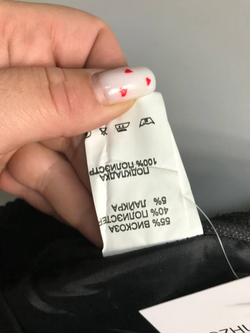 55% ВИСКОЗА
40% ПОЛИЭСТЕР
5% ЛАЙКРА
ПОДКЛАДКА
100% ПОЛИЭСТР